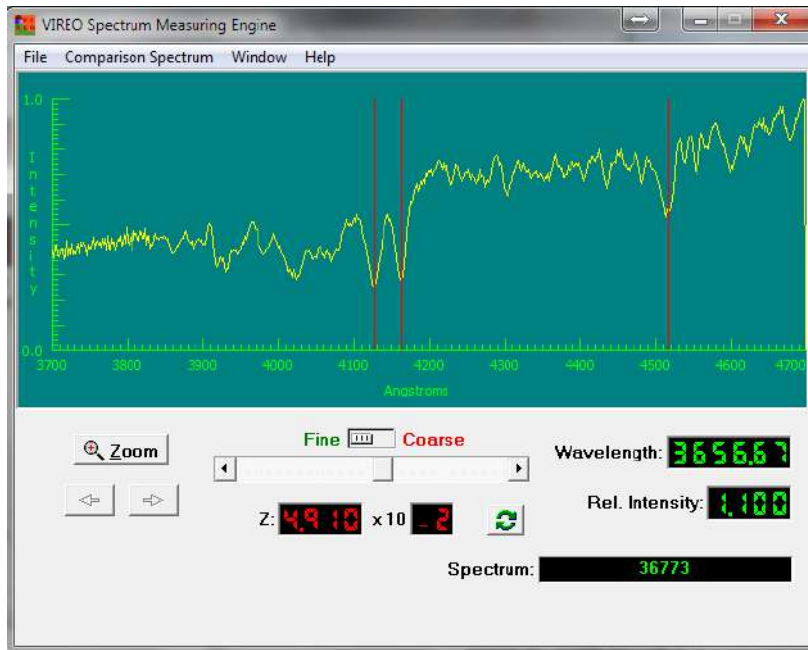 VIREO Spectrum Measuring Engine
File Comparison Spectrum Window Help
1.0
Intensity
0.0
3700 3800 3900 4000 4100 4200 4300 4400 4500 4600 4700
Angstroms
Zoom
Fine Coarse
Wavelength: 3656.67
Rel. Intensity: 1.100
Z: 4.910 x 10 -2
Spectrum: 36773